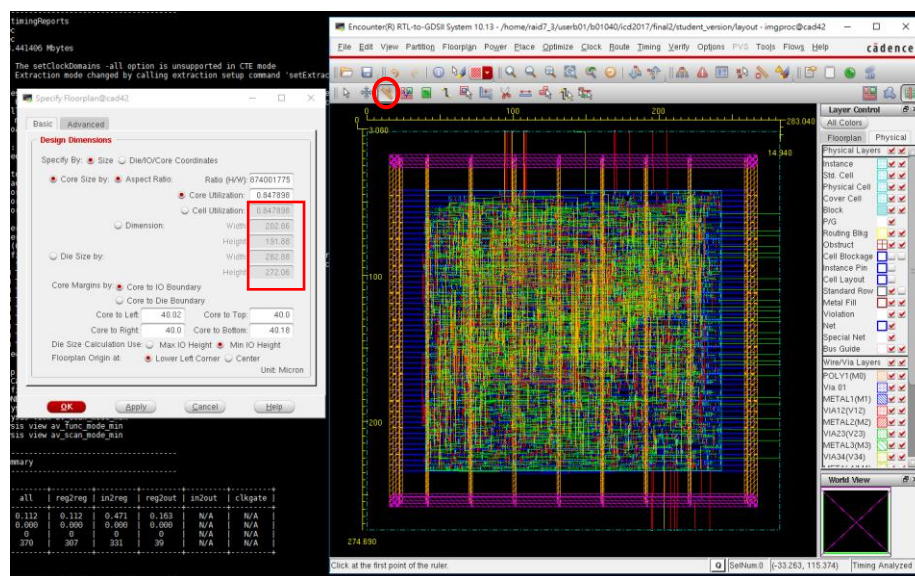 timingReports
.441406 Mbytes
The setClockDomains -all option is unsupported in CTE mode
Extraction mode changed by calling extraction setup command 'setExtrac
Specify Floorplan@cad42
Basic Advanced
Design Dimensions
Specify By: Size Die/IO/Core Coordinates
Core Size by: Aspect Ratio: Ratio (H/W): 874001775
Core Utilization: 0.847898
Cell Utilization: 0.847898
Dimension: Width: 202.86
Height: 191.88
Die Size by: Width: 282.88
Height: 272.06
Core Margins by: Core to IO Boundary
Core to Die Boundary
Core to Left: 40.02 Core to Top: 40.0
Core to Right: 40.0 Core to Bottom: 40.18
Die Size Calculation Use: Max IO Height Min IO Height
Floorplan Origin at: Lower Left Corner Center
Unit: Micron
OK Apply Cancel Help
sis view av_func_mode_min
sis view av_scan_mode_min
mmary
all | reg2reg | in2reg | reg2out | in2out | clkgate |
0.112 | 0.112 | 0.471 | 0.163 | N/A | N/A |
0.000 | 0.000 | 0.000 | 0.000 | N/A | N/A |
0 | 0 | 0 | 0 | N/A | N/A |
370 | 307 | 331 | 39 | N/A | N/A |
Encounter(R) RTL-to-GDSII System 10.13 - /home/raid7_3/userb01/b01040/icd2017/final2/student_version/layout - imgproc@cad42
File Edit View Partition Floorplan Power Place Optimize Clock Route Timing Verify Options PVS Tools Flows Help
cādence
0 100 200
283.040
3.060
14.940
100
200
274.690
Layer Control
All Colors
Floorplan Physical
Physical Layers
Instance
Std. Cell
Physical Cell
Cover Cell
Block
P/G
Routing Blkg
Obstruct
Cell Blockage
Instance Pin
Cell Layout
Standard Row
Metal Fill
Violation
Net
Special Net
Bus Guide
Wire/Via Layers
POLY1(M0)
Via 01
METAL1(M1)
VIA12(V12)
METAL2(M2)
VIA23(V23)
METAL3(M3)
VIA34(V34)
World View
Click at the first point of the ruler.
Q SelNum:0 (-33.263, 115.374) Timing Analyzed